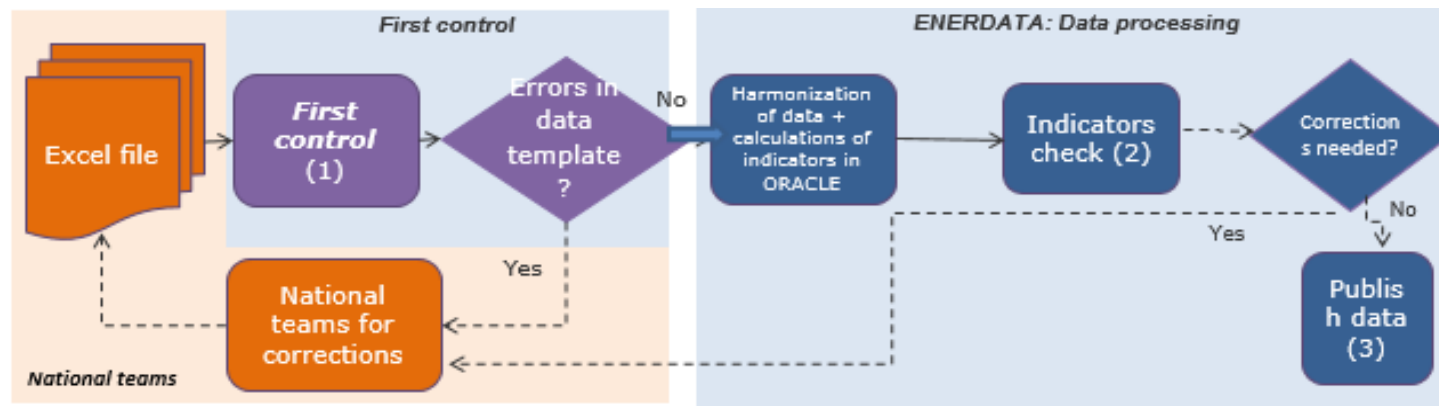 First control
ENERDATA: Data processing
Excel file
First
control
(1)
Errors in
data
template
?
No
Harmonization
of data +
calculations of
indicators in
ORACLE
Indicators
check (2)
Correction
s needed?
No
Yes
Yes
National
teams for
corrections
Publis
h data
(3)
National teams